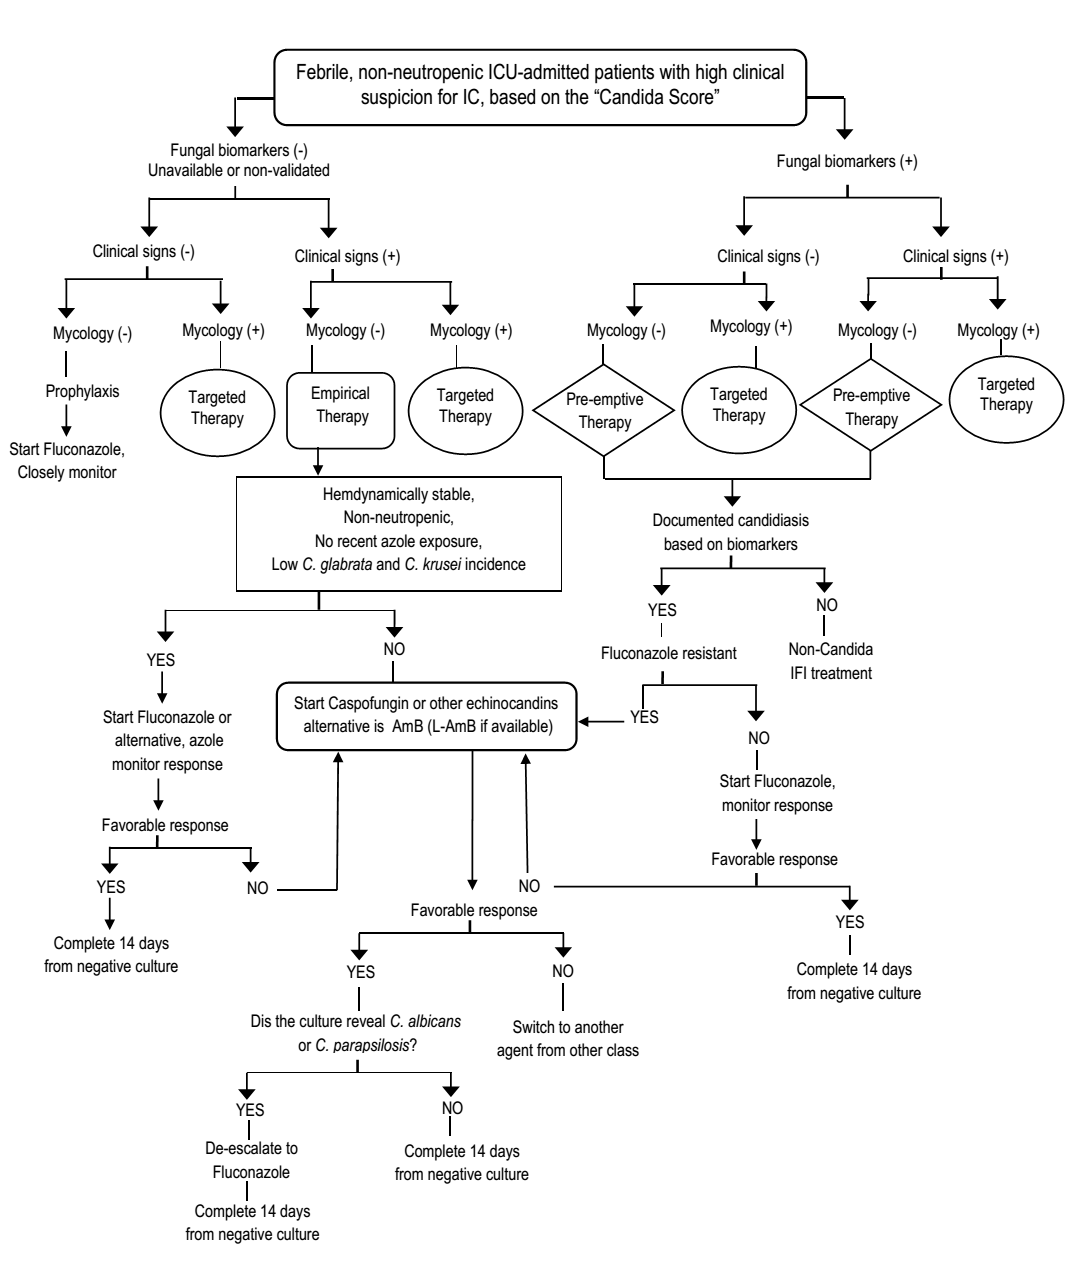 Febrile, non-neutropenic ICU-admitted patients with high clinical
suspicion for IC, based on the “Candida Score”
Fungal biomarkers (-)
Unavailable or non-validated
Fungal biomarkers (+)
Clinical signs (-)
Clinical signs (+)
Clinical signs (-)
Clinical signs (+)
Mycology (-)
Mycology (+)
Mycology (-)
Mycology (+)
Mycology (-)
Mycology (+)
Mycology (-)
Mycology (+)
Prophylaxis
Start Fluconazole,
Closely monitor
Targeted
Therapy
Empirical
Therapy
Targeted
Therapy
Pre-emptive
Therapy
Targeted
Therapy
Pre-emptive
Therapy
Targeted
Therapy
Hemdynamically stable,
Non-neutropenic,
No recent azole exposure,
Low C. glabrata and C. krusei incidence
Documented candidiasis
based on biomarkers
YES
NO
YES
NO
Fluconazole resistant
Non-Candida
IFI treatment
Start Fluconazole or
alternative, azole
monitor response
Start Caspofungin or other echinocandins
alternative is AmB (L-AmB if available)
YES
NO
Start Fluconazole,
monitor response
Favorable response
Favorable response
YES
NO
NO
YES
Complete 14 days
from negative culture
Favorable response
Complete 14 days
from negative culture
YES
NO
Dis the culture reveal C. albicans
or C. parapsilosis?
Switch to another
agent from other class
YES
NO
De-escalate to
Fluconazole
Complete 14 days
from negative culture
Complete 14 days
from negative culture